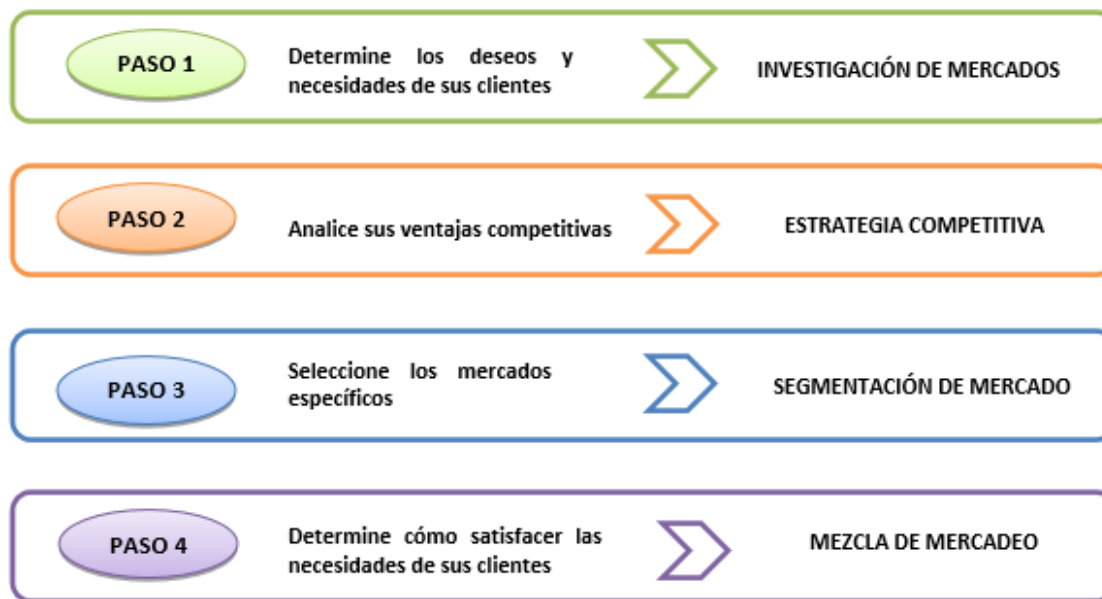 PASO 1
Determine los deseos y
necesidades de sus clientes
INVESTIGACIÓN DE MERCADOS
PASO 2
Analice sus ventajas competitivas
ESTRATEGIA COMPETITIVA
PASO 3
Seleccione los mercados
específicos
SEGMENTACIÓN DE MERCADO
PASO 4
Determine cómo satisfacer las
necesidades de sus clientes
MEZCLA DE MERCADEO